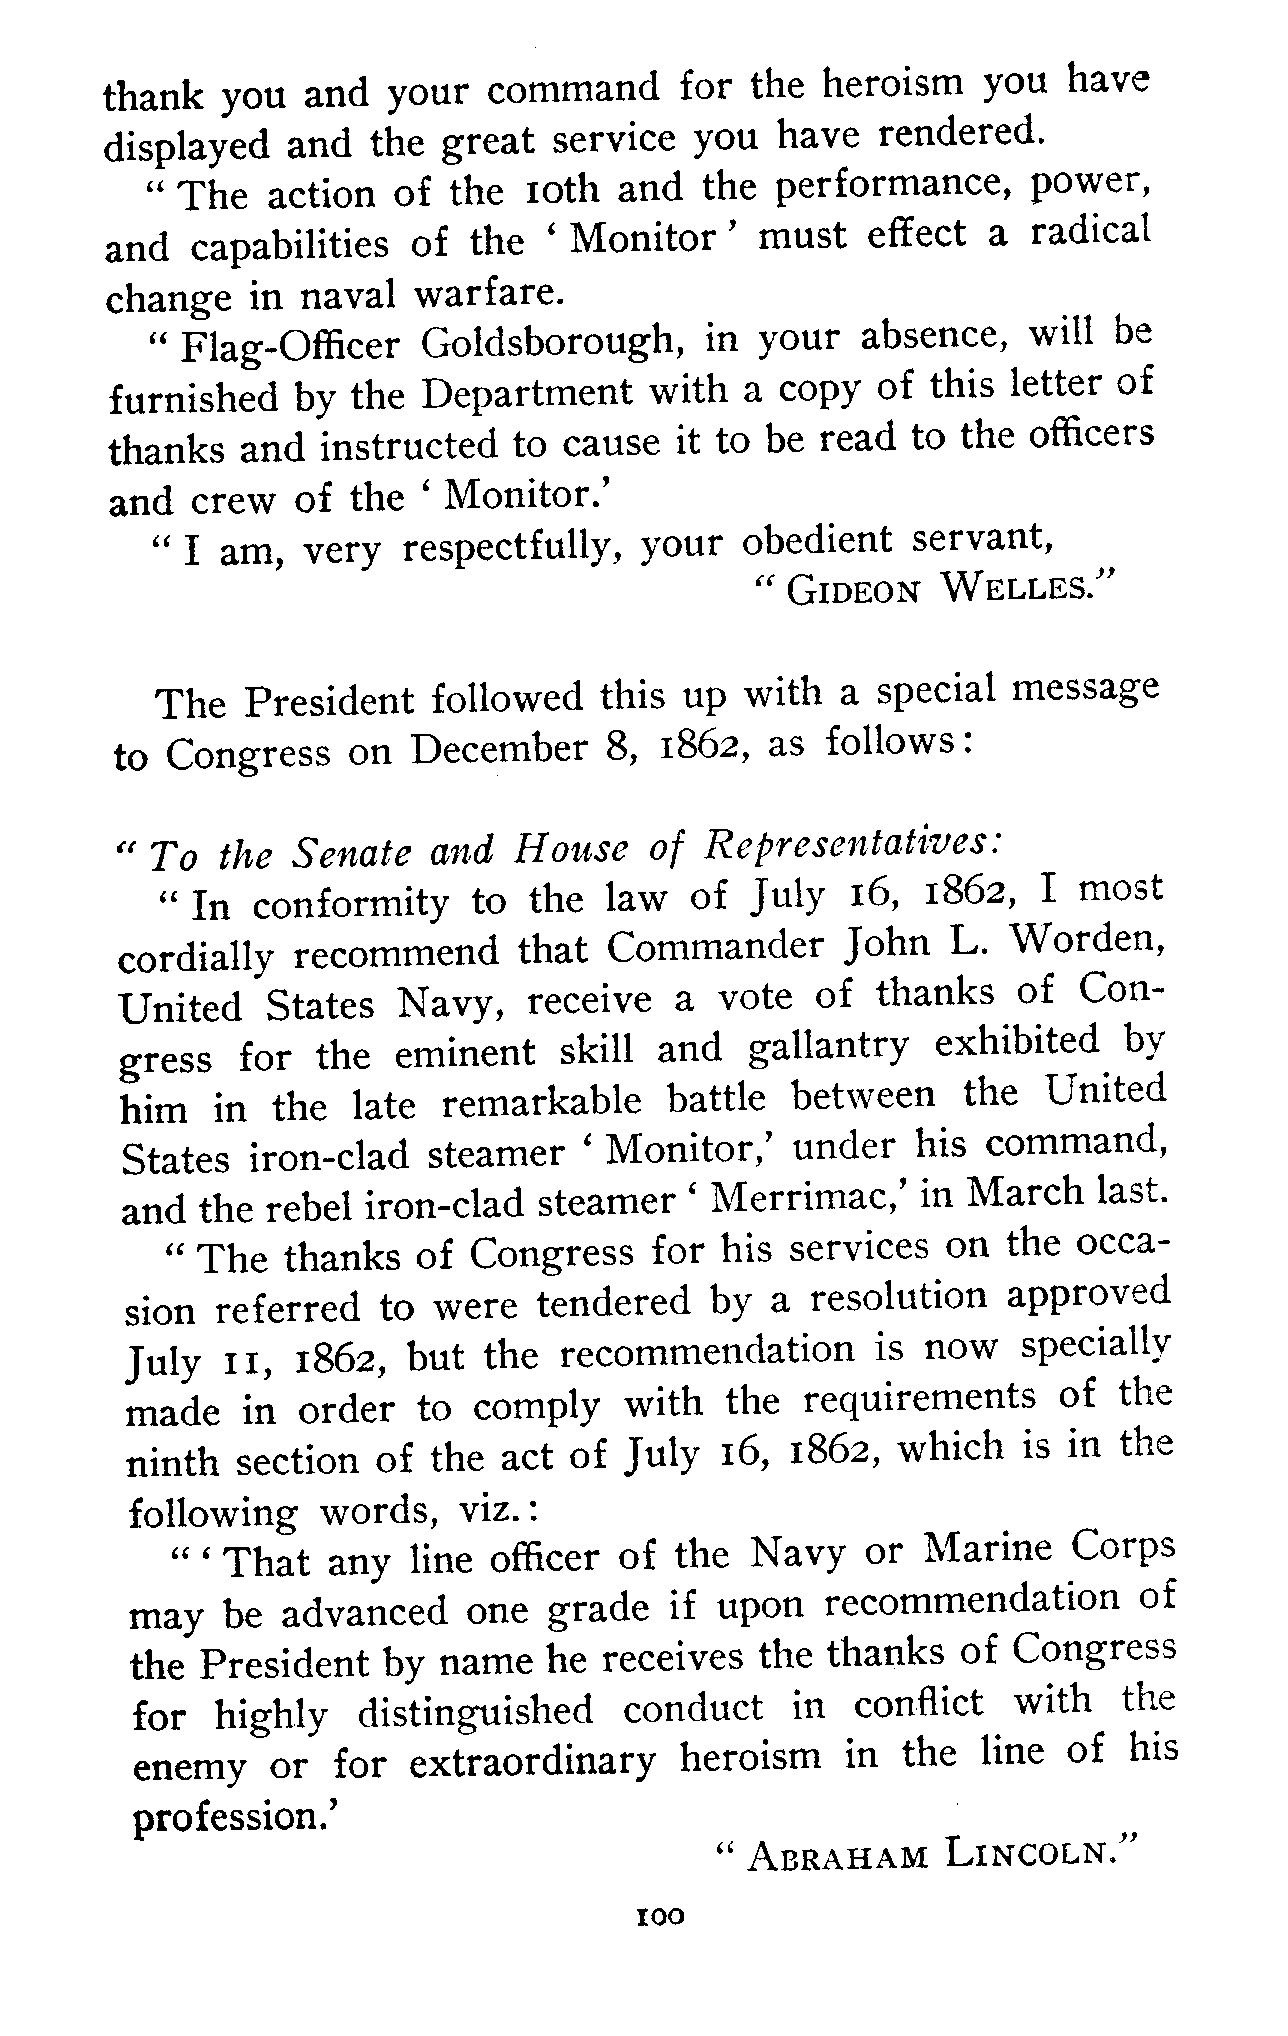 thank you and your command for the heroism you have
displayed and the great service you have rendered.
" The action of the 10th and the performance, power,
and capabilities of the ' Monitor ' must effect a radical
change in naval warfare.
" Flag-Officer Goldsborough, in your absence, will be
furnished by the Department with a copy of this letter of
thanks and instructed to cause it to be read to the officers
and crew of the ' Monitor.'
" I am, very respectfully, your obedient servant,
" GIDEON WELLES."
The President followed this up with a special message
to Congress on December 8, 1862, as follows:
" To the Senate and House of Representatives:
" In conformity to the law of July 16, 1862, I most
cordially recommend that Commander John L. Worden,
United States Navy, receive a vote of thanks of Con-
gress for the eminent skill and gallantry exhibited by
him in the late remarkable battle between the United
States iron-clad steamer ' Monitor,' under his command,
and the rebel iron-clad steamer ' Merrimac,' in March last.
" The thanks of Congress for his services on the occa-
sion referred to were tendered by a resolution approved
July 11, 1862, but the recommendation is now specially
made in order to comply with the requirements of the
ninth section of the act of July 16, 1862, which is in the
following words, viz.:
" ' That any line officer of the Navy or Marine Corps
may be advanced one grade if upon recommendation of
the President by name he receives the thanks of Congress
for highly distinguished conduct in conflict with the
enemy or for extraordinary heroism in the line of his
profession.'
" ABRAHAM LINCOLN."
100